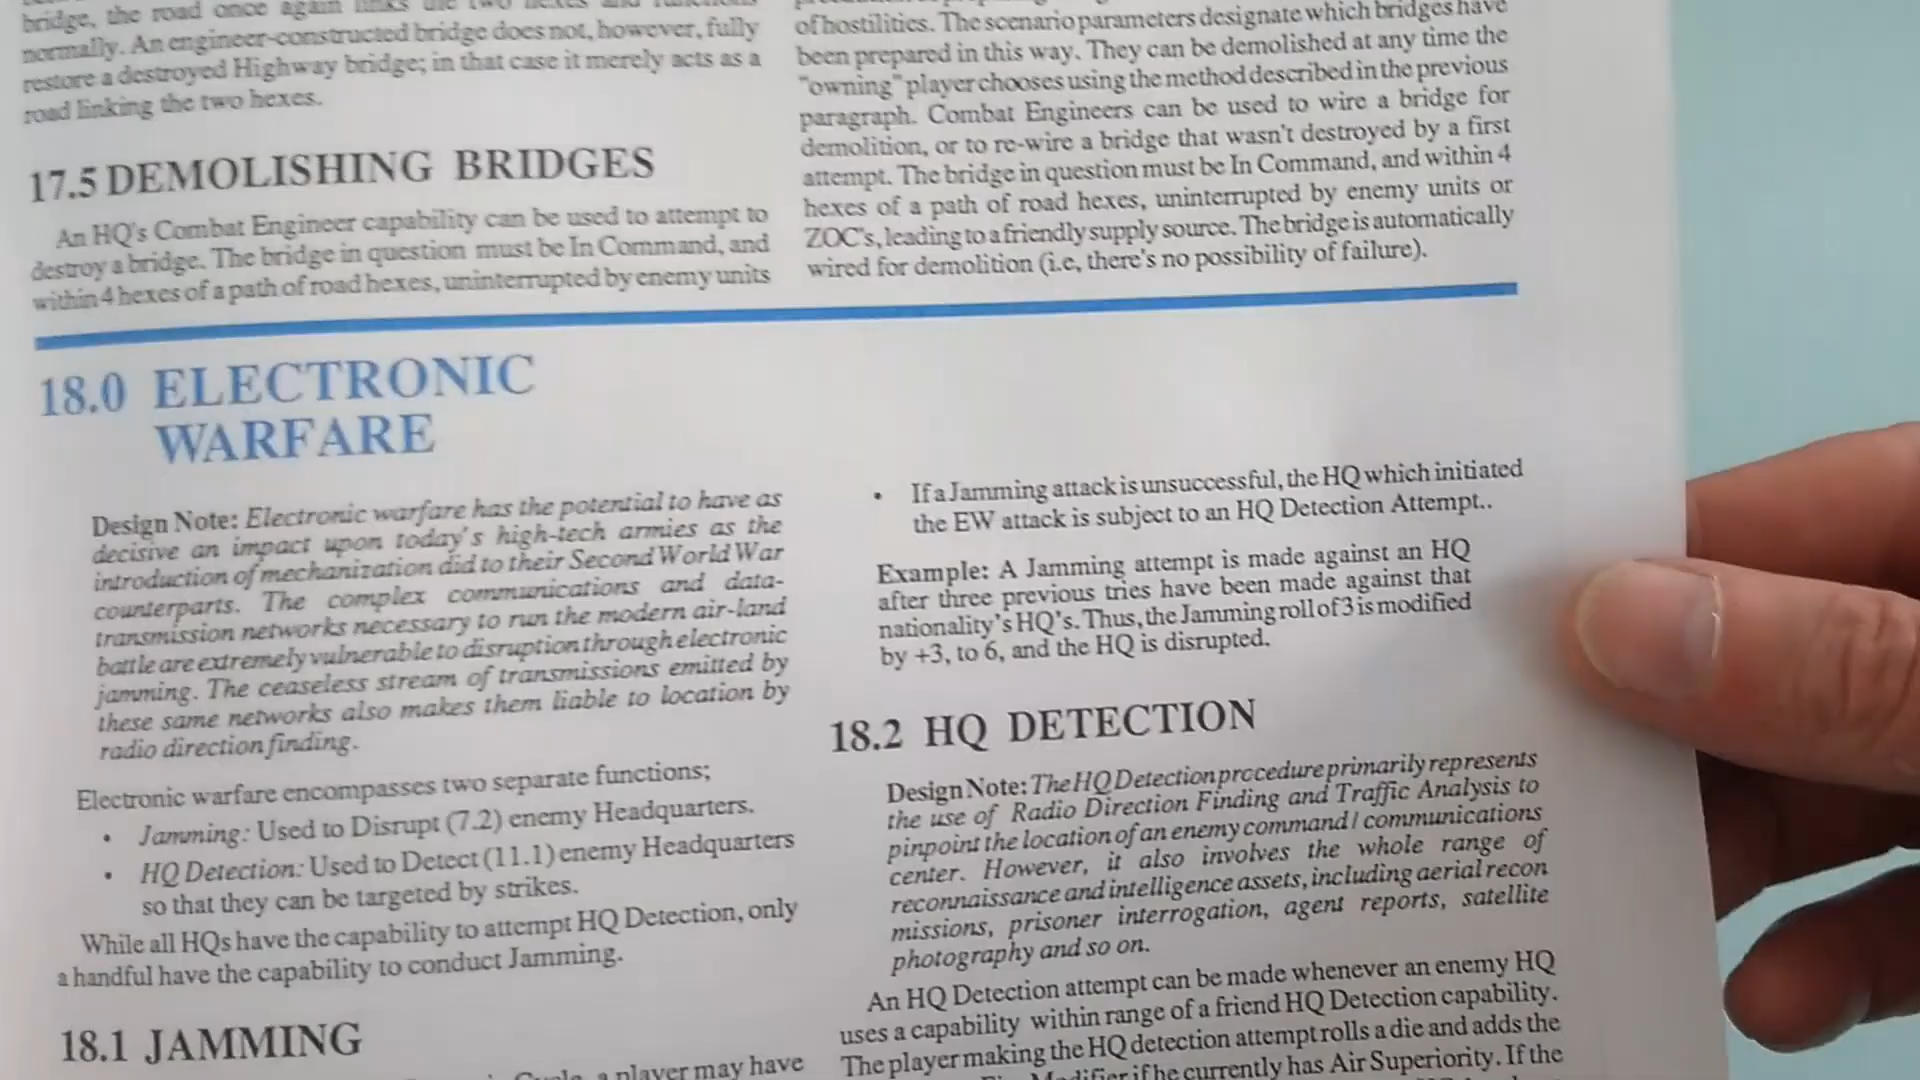 bridge, the road once again links the two hexes and functions
normally. An engineer-constructed bridge does not, however, fully
restore a destroyed Highway bridge; in that case it merely acts as a
road linking the two hexes.
17.5 DEMOLISHING BRIDGES
An HQ's Combat Engineer capability can be used to attempt to
destroy a bridge. The bridge in question must be In Command, and
within 4 hexes of a path of road hexes, uninterrupted by enemy units
of hostilities. The scenario parameters designate which bridges have
been prepared in this way. They can be demolished at any time the
"owning" player chooses using the method described in the previous
paragraph. Combat Engineers can be used to wire a bridge for
demolition, or to re-wire a bridge that wasn't destroyed by a first
attempt. The bridge in question must be In Command, and within 4
hexes of a path of road hexes, uninterrupted by enemy units or
ZOC's, leading to a friendly supply source. The bridge is automatically
wired for demolition (i.e, there's no possibility of failure).
18.0 ELECTRONIC
WARFARE
Design Note: Electronic warfare has the potential to have as
decisive an impact upon today's high-tech armies as the
introduction of mechanization did to their Second World War
counterparts. The complex communications and data-
transmission networks necessary to run the modern air-land
battle are extremely vulnerable to disruption through electronic
jamming. The ceaseless stream of transmissions emitted by
these same networks also makes them liable to location by
radio direction finding.
Electronic warfare encompasses two separate functions;
• Jamming: Used to Disrupt (7.2) enemy Headquarters.
• HQ Detection: Used to Detect (11.1) enemy Headquarters
so that they can be targeted by strikes.
While all HQs have the capability to attempt HQ Detection, only
a handful have the capability to conduct Jamming.
18.1 JAMMING
Cycle, a player may have
• If a Jamming attack is unsuccessful, the HQ which initiated
the EW attack is subject to an HQ Detection Attempt..
Example: A Jamming attempt is made against an HQ
after three previous tries have been made against that
nationality's HQ's. Thus, the Jamming roll of 3 is modified
by +3, to 6, and the HQ is disrupted.
18.2 HQ DETECTION
Design Note: The HQ Detection procedure primarily represents
the use of Radio Direction Finding and Traffic Analysis to
pinpoint the location of an enemy command / communications
center. However, it also involves the whole range of
reconnaissance and intelligence assets, including aerial recon
missions, prisoner interrogation, agent reports, satellite
photography and so on.
An HQ Detection attempt can be made whenever an enemy HQ
uses a capability within range of a friend HQ Detection capability.
The player making the HQ detection attempt rolls a die and adds the
Modifier if he currently has Air Superiority. If the